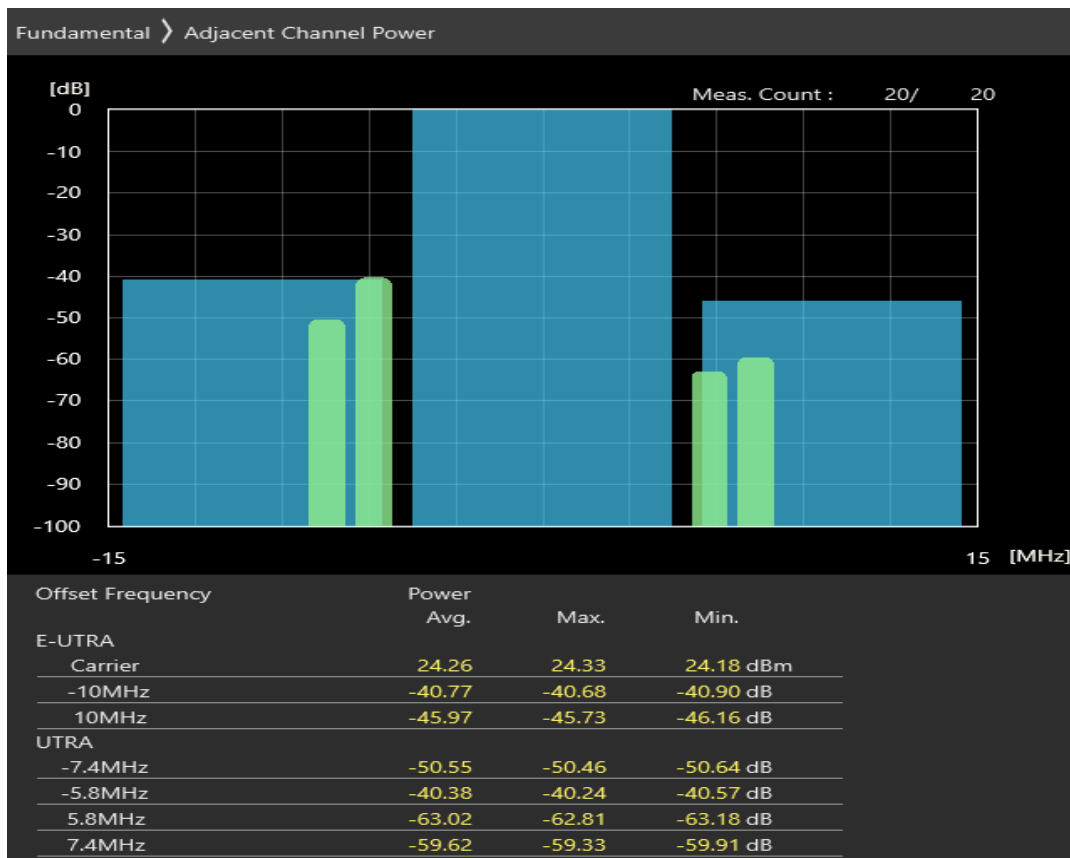 Fundamental 〉 Adjacent Channel Power
[dB]
Meas. Count : 20/ 20
0
-10
-20
-30
-40
-50
-60
-70
-80
-90
-100
-15 15 [MHz]
Offset Frequency Power
Avg. Max. Min.
E-UTRA
Carrier 24.26 24.33 24.18 dBm
-10MHz -40.77 -40.68 -40.90 dB
10MHz -45.97 -45.73 -46.16 dB
UTRA
-7.4MHz -50.55 -50.46 -50.64 dB
-5.8MHz -40.38 -40.24 -40.57 dB
5.8MHz -63.02 -62.81 -63.18 dB
7.4MHz -59.62 -59.33 -59.91 dB